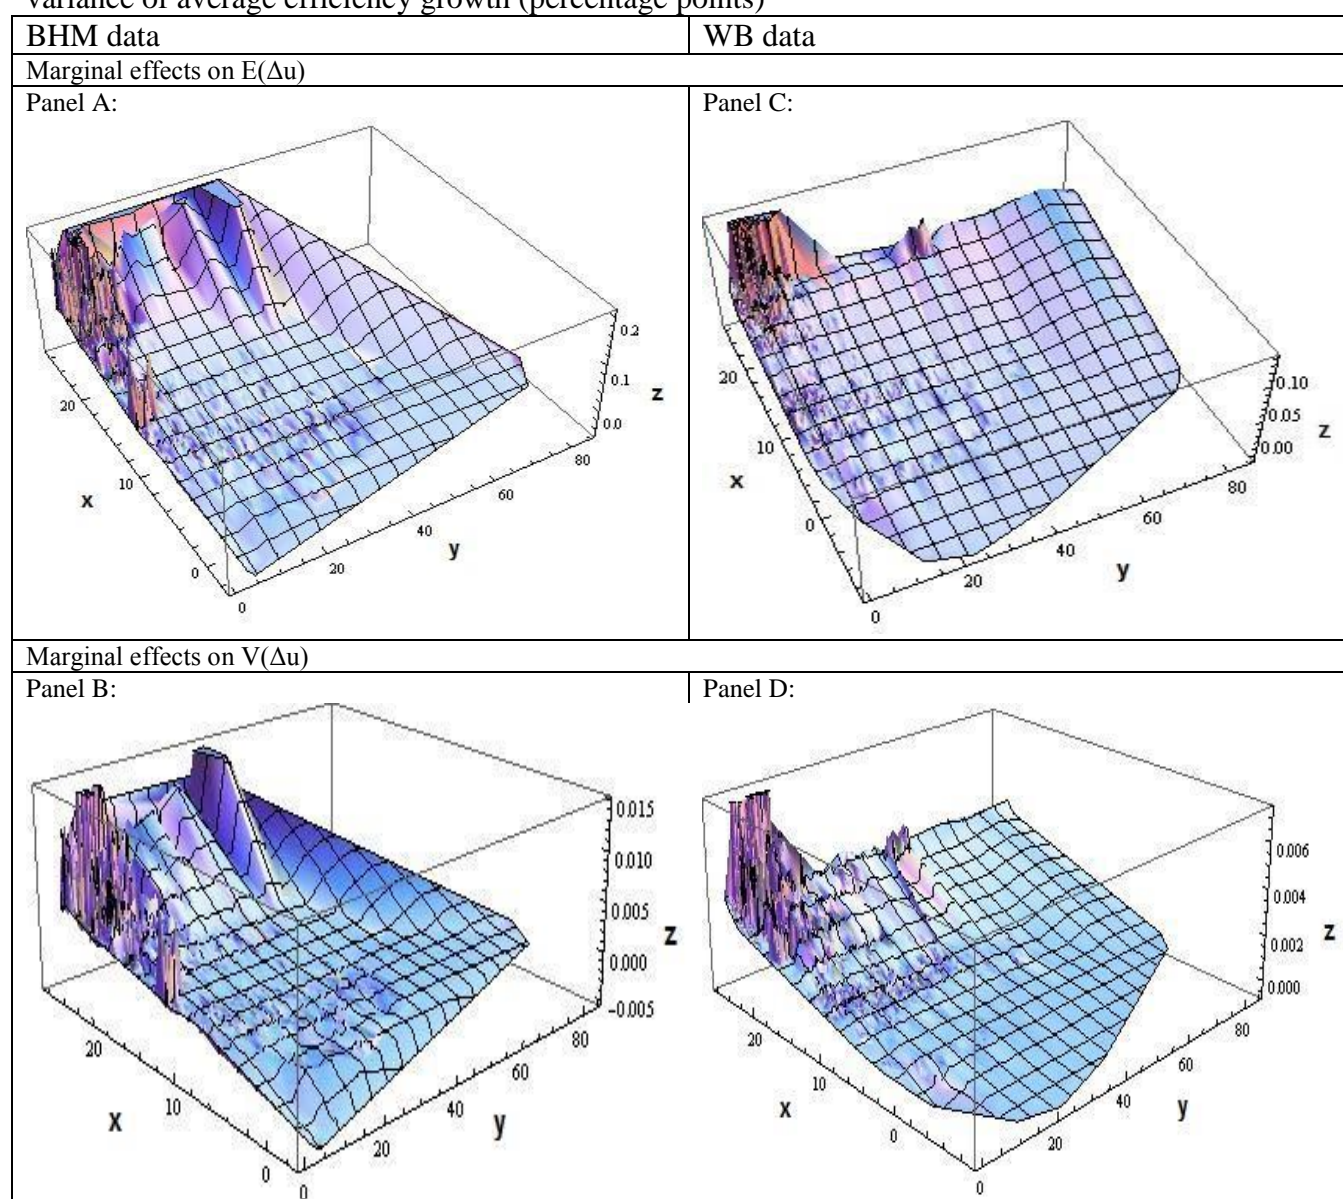 variance of average efficiency growth (percentage points)
BHM data
WB data
Marginal effects on E(Δu)
Panel A:
Panel C:
0.2
0.1
0.0
z
80
60
40
20
0
y
20
10
0
x
0.10
0.05
0.00
z
80
60
40
20
0
y
20
10
0
x
Marginal effects on V(Δu)
Panel B:
Panel D:
0.015
0.010
0.005
0.000
-0.005
z
80
60
40
20
0
y
20
10
0
x
0.006
0.004
0.002
0.000
z
80
60
40
20
0
y
20
10
0
x